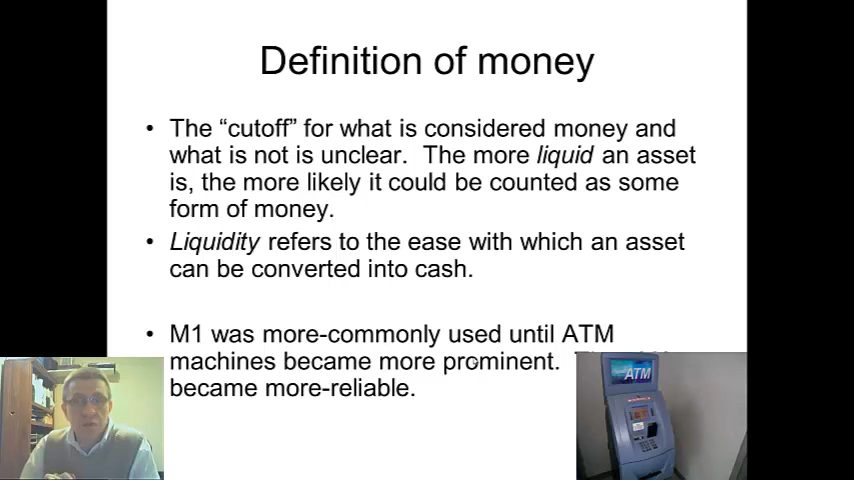 Definition of money
• The “cutoff” for what is considered money and
what is not is unclear.  The more liquid an asset
is, the more likely it could be counted as some
form of money.
• Liquidity refers to the ease with which an asset
can be converted into cash.
• M1 was more-commonly used until ATM
machines became more prominent.
became more-reliable.
ATM